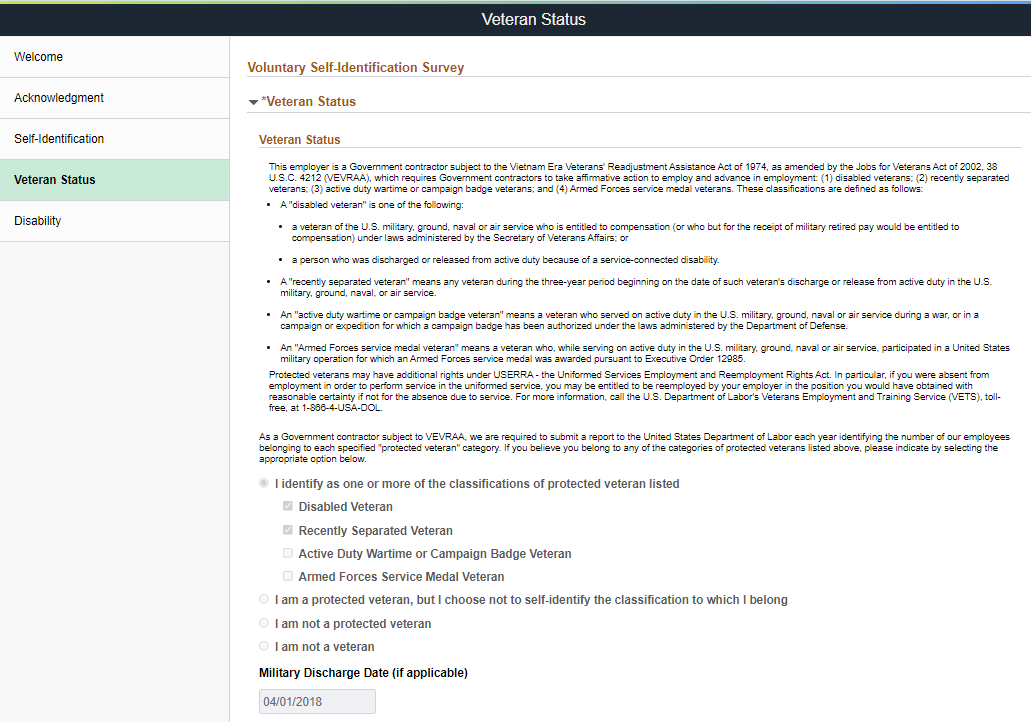 Veteran Status
Welcome
Acknowledgment
Self-Identification
Veteran Status
Disability
Voluntary Self-Identification Survey
*Veteran Status
Veteran Status
This employer is a Government contractor subject to the Vietnam Era Veterans' Readjustment Assistance Act of 1974, as amended by the Jobs for Veterans Act of 2002, 38
U.S.C. 4212 (VEVRAA), which requires Government contractors to take affirmative action to employ and advance in employment: (1) disabled veterans; (2) recently separated
veterans; (3) active duty wartime or campaign badge veterans; and (4) Armed Forces service medal veterans. These classifications are defined as follows:
• A "disabled veteran" is one of the following:
• a veteran of the U.S. military, ground, naval or air service who is entitled to compensation (or who but for the receipt of military retired pay would be entitled to
compensation) under laws administered by the Secretary of Veterans Affairs; or
• a person who was discharged or released from active duty because of a service-connected disability.
• A "recently separated veteran" means any veteran during the three-year period beginning on the date of such veteran's discharge or release from active duty in the U.S.
military, ground, naval, or air service.
• An "active duty wartime or campaign badge veteran" means a veteran who served on active duty in the U.S. military, ground, naval or air service during a war, or in a
campaign or expedition for which a campaign badge has been authorized under the laws administered by the Department of Defense.
• An "Armed Forces service medal veteran" means a veteran who, while serving on active duty in the U.S. military, ground, naval or air service, participated in a United States
military operation for which an Armed Forces service medal was awarded pursuant to Executive Order 12985.
Protected veterans may have additional rights under USERRA - the Uniformed Services Employment and Reemployment Rights Act. In particular, if you were absent from
employment in order to perform service in the uniformed service, you may be entitled to be reemployed by your employer in the position you would have obtained with
reasonable certainty if not for the absence due to service. For more information, call the U.S. Department of Labor's Veterans Employment and Training Service (VETS), toll-
free, at 1-866-4-USA-DOL.
As a Government contractor subject to VEVRAA, we are required to submit a report to the United States Department of Labor each year identifying the number of our employees
belonging to each specified "protected veteran" category. If you believe you belong to any of the categories of protected veterans listed above, please indicate by selecting the
appropriate option below.
I identify as one or more of the classifications of protected veteran listed
Disabled Veteran
Recently Separated Veteran
Active Duty Wartime or Campaign Badge Veteran
Armed Forces Service Medal Veteran
I am a protected veteran, but I choose not to self-identify the classification to which I belong
I am not a protected veteran
I am not a veteran
Military Discharge Date (if applicable)
04/01/2018